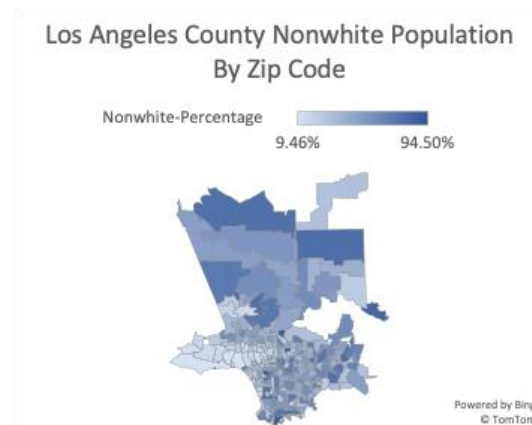 Los Angeles County Nonwhite Population
By Zip Code
Nonwhite-Percentage
9.46% 94.50%
Powered by Bing
© TomTom